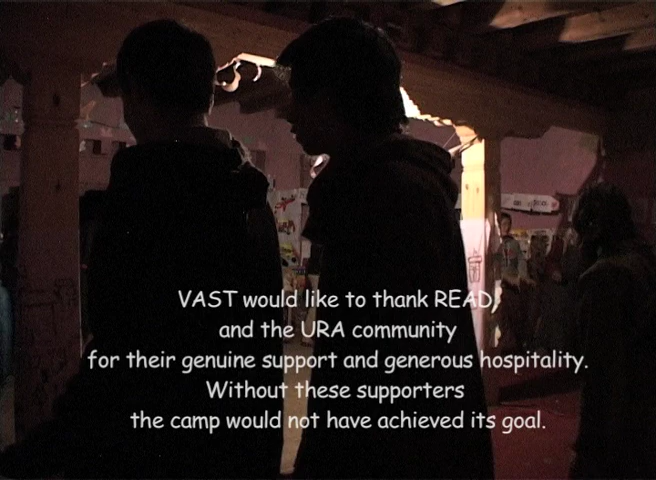 VAST would like to thank READ,
and the URA community
for their genuine support and generous hospitality.
Without these supporters
the camp would not have achieved its goal.